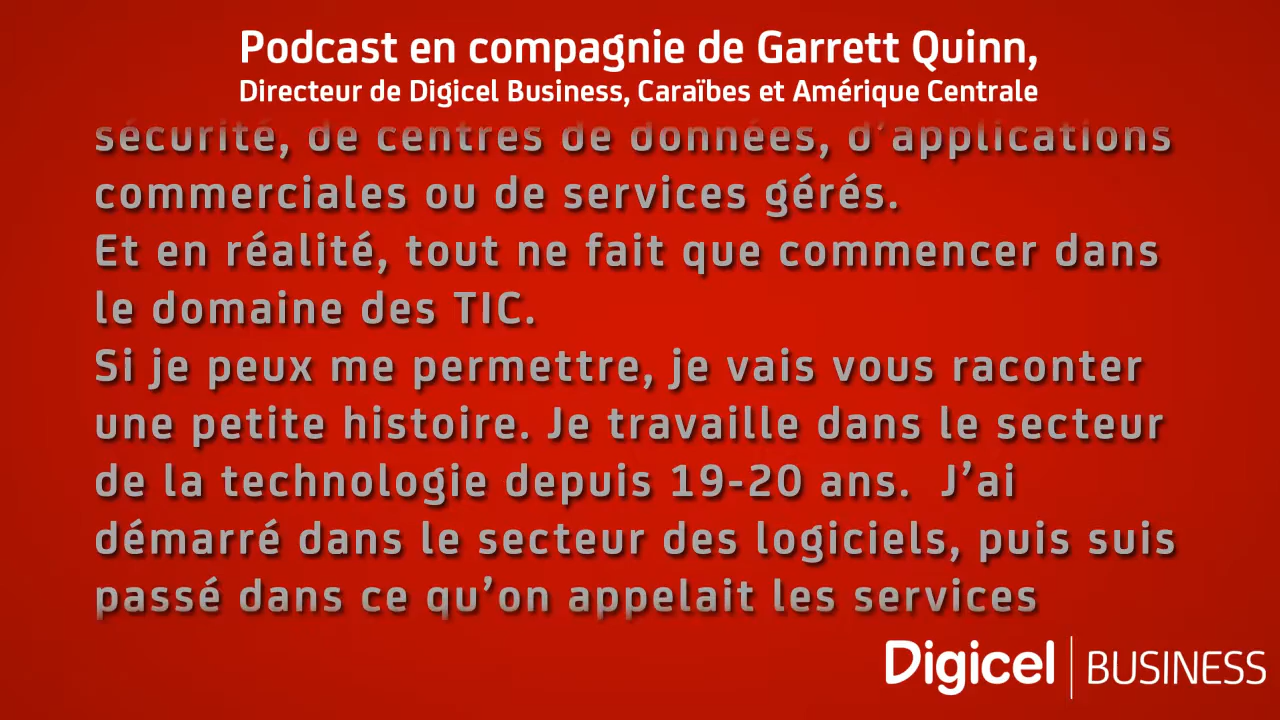 Podcast en compagnie de Garrett Quinn,
Directeur de Digicel Business, Caraïbes et Amérique Centrale
sécurité, de centres de données, d'applications
commerciales ou de services gérés.
Et en réalité, tout ne fait que commencer dans
le domaine des TIC.
Si je peux me permettre, je vais vous raconter
une petite histoire. Je travaille dans le secteur
de la technologie depuis 19-20 ans.  J’ai
démarré dans le secteur des logiciels, puis suis
passé dans ce qu’on appelait les services
Digicel | BUSINESS